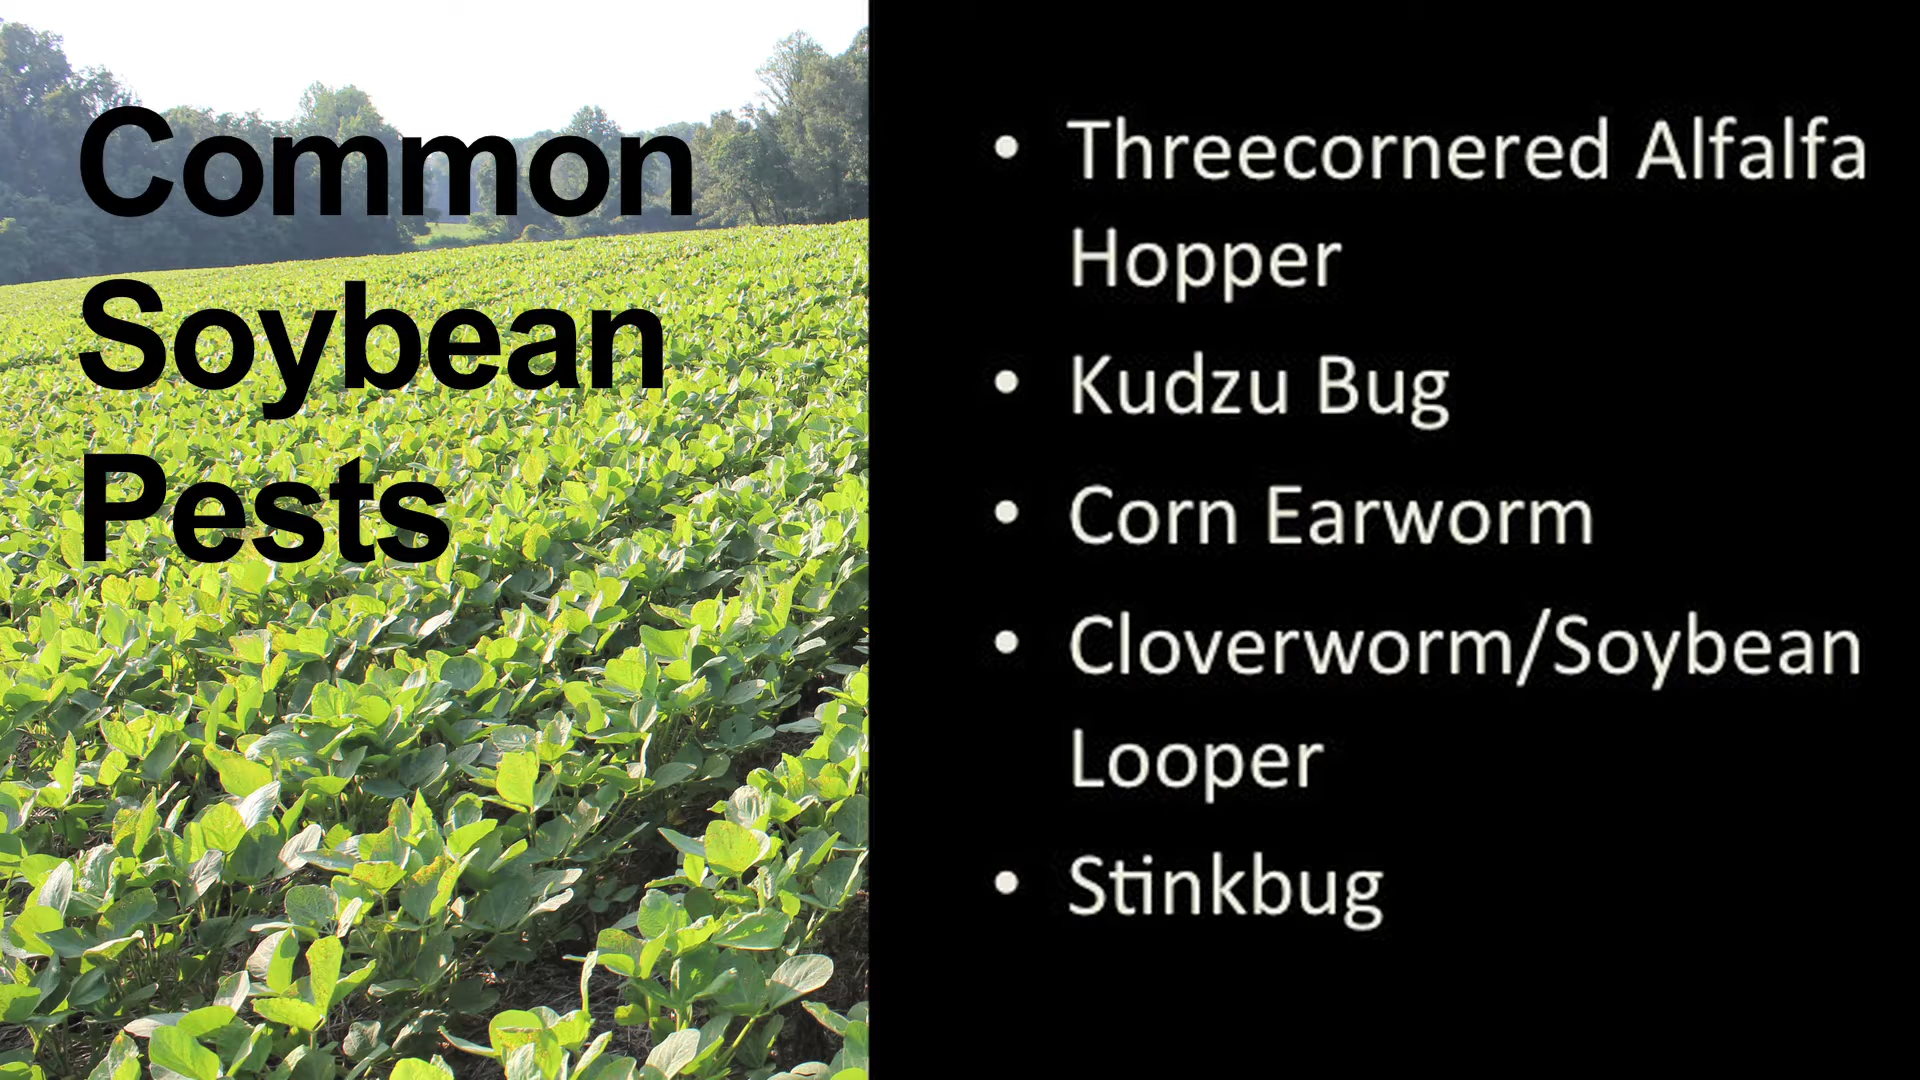 Common
Soybean
Pests
• Threecornered Alfalfa
Hopper
• Kudzu Bug
• Corn Earworm
• Cloverworm/Soybean
Looper
• Stinkbug